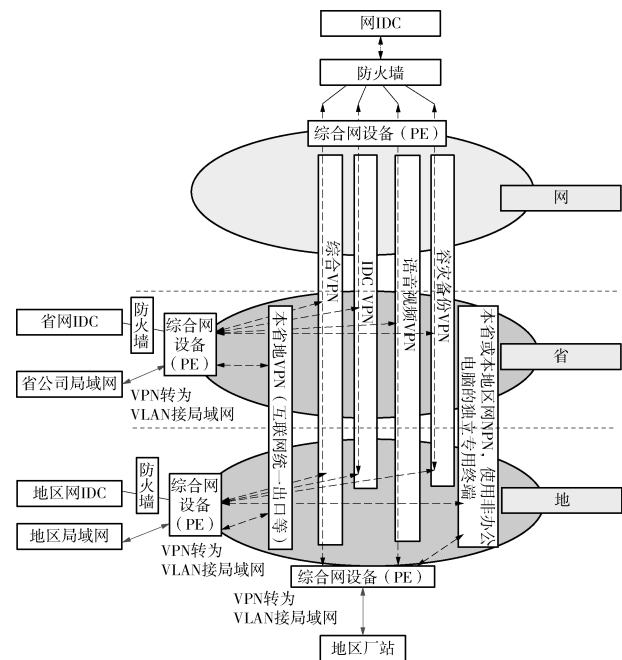 网IDC
防火墙
综合网设备（PE）
网
综合VPN
IDC VPN
语音视频VPN
容灾备份VPN
省网IDC
防火墙
综合网
设备
（PE）
省公司局域网
VPN转为
VLAN接局域网
本省地VPN（互联网统一出口等）
本省或本地区网NPN，使用非办公
电脑的独立专用终端
省
地区网IDC
防火墙
综合网
设备
（PE）
地区局域网
VPN转为
VLAN接局域网
地
综合网设备（PE）
VPN转为
VLAN接局域网
地区厂站